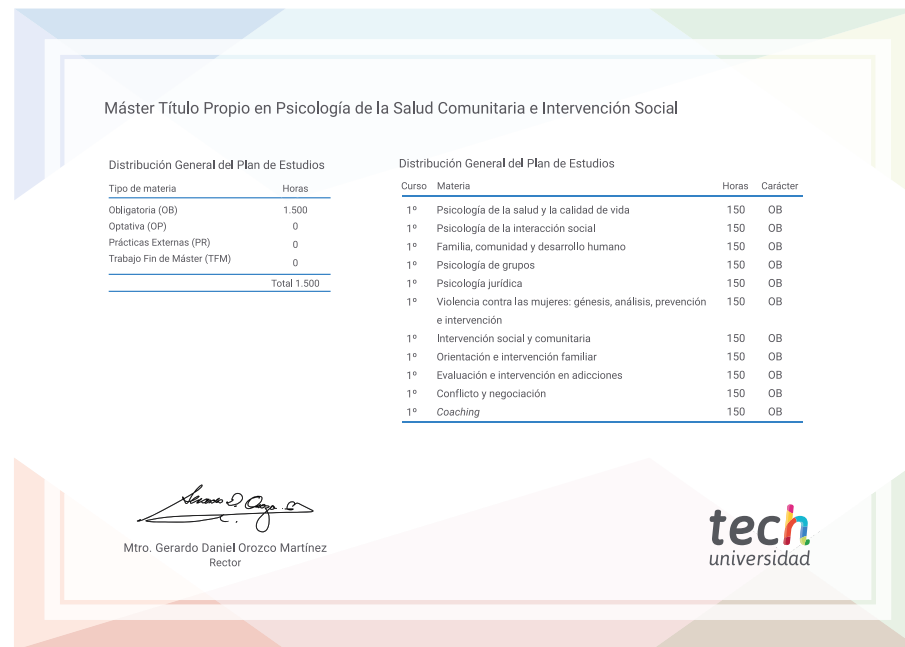 Máster Título Propio en Psicología de la Salud Comunitaria e Intervención Social
Distribución General del Plan de Estudios
Tipo de materia Horas
Obligatoria (OB) 1.500
Optativa (OP) 0
Prácticas Externas (PR) 0
Trabajo Fin de Máster (TFM) 0
Total 1.500
Distribución General del Plan de Estudios
Curso Materia Horas Carácter
1º Psicología de la salud y la calidad de vida 150 OB
1º Psicología de la interacción social 150 OB
1º Familia, comunidad y desarrollo humano 150 OB
1º Psicología de grupos 150 OB
1º Psicología jurídica 150 OB
1º Violencia contra las mujeres: génesis, análisis, prevención 150 OB
e intervención
1º Intervención social y comunitaria 150 OB
1º Orientación e intervención familiar 150 OB
1º Evaluación e intervención en adicciones 150 OB
1º Conflicto y negociación 150 OB
1º Coaching 150 OB
Mtro. Gerardo Daniel Orozco Martínez
Rector
tech
universidad